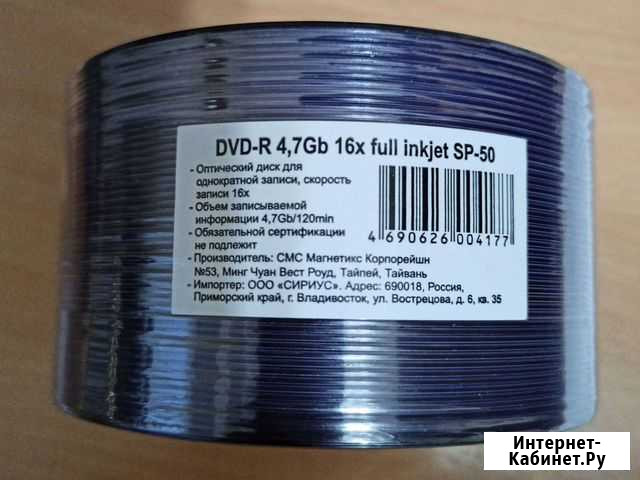 DVD-R 4,7Gb 16x full inkjet SP-50
- Оптический диск для
однократной записи, скорость
записи 16x
- Объем записываемой
информации 4,7Gb/120min
- Обязательной сертификации
не подлежит
- Производитель: СМС Магнетикс Корпорейшн
№53, Минг Чуан Вест Роуд, Тайпей, Тайвань
- Импортер: ООО «СИРИУС». Адрес: 690018, Россия,
Приморский край, г. Владивосток, ул. Вострецова, д. 6, кв. 35
4 690626 004177
Интернет-
Кабинет.Ру